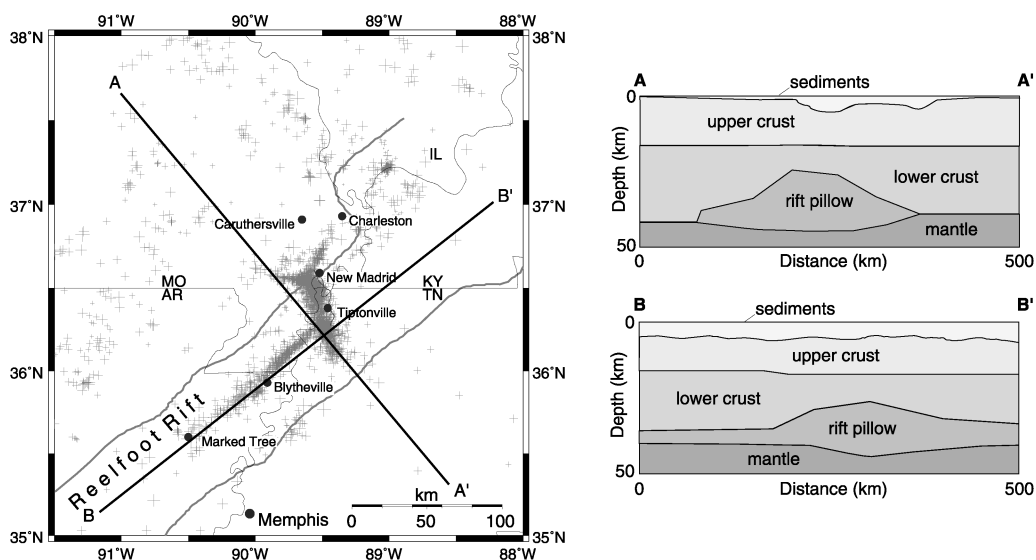 91°W
90°W
89°W
88°W
38°N
38°N
A
IL
B'
37°N
37°N
Caruthersville
Charleston
New Madrid
MO
KY
AR
TN
Tiptonville
36°N
36°N
Blytheville
Reelfoot Rift
Marked Tree
km
A'
B
0
50
100
Memphis
35°N
35°N
91°W
90°W
89°W
88°W
A
sediments
A'
0
upper crust
lower crust
Depth (km)
rift pillow
mantle
50
0
Distance (km)
500
B
sediments
B'
0
upper crust
lower crust
Depth (km)
rift pillow
mantle
50
0
Distance (km)
500